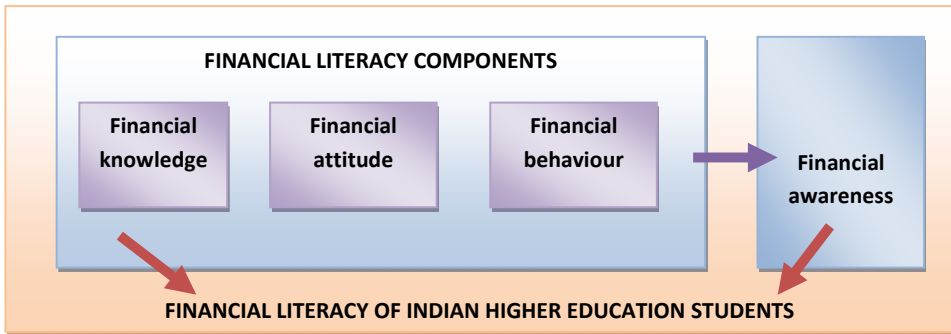 FINANCIAL LITERACY COMPONENTS
Financial
knowledge
Financial
attitude
Financial
behaviour
Financial
awareness
FINANCIAL LITERACY OF INDIAN HIGHER EDUCATION STUDENTS